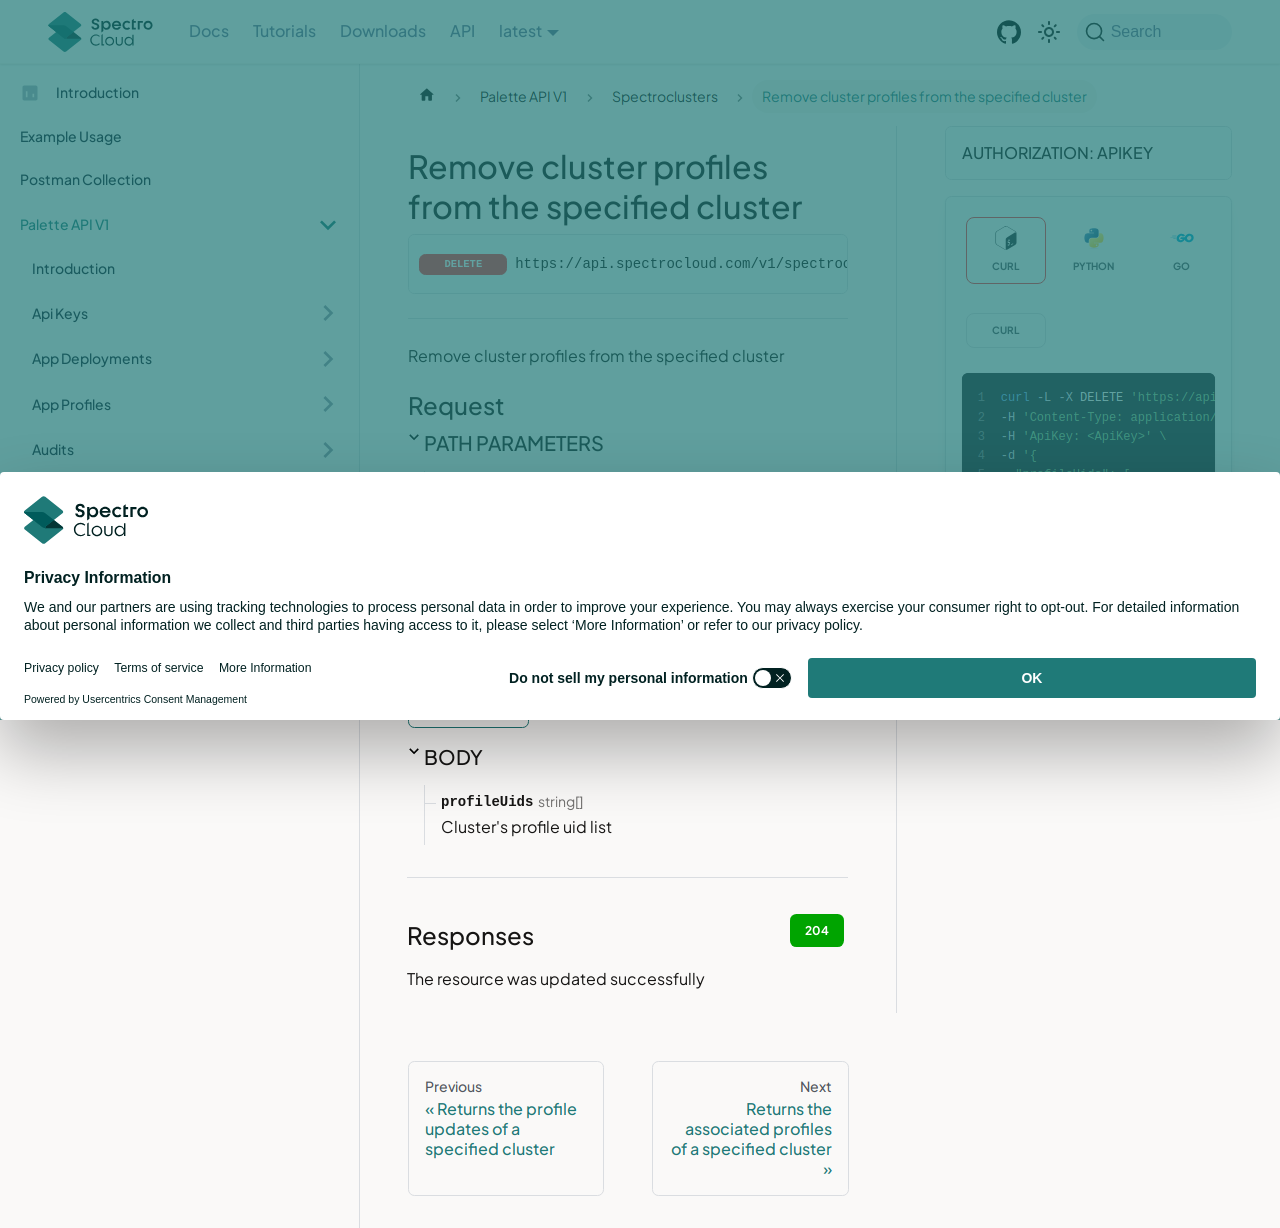 Spectro Cloud
Docs
Tutorials
Downloads
API
latest
Search
Introduction
Example Usage
Postman Collection
Palette API V1
Introduction
Api Keys
App Deployments
App Profiles
Audits
Palette API V1
Spectroclusters
Remove cluster profiles from the specified cluster
Remove cluster profiles
from the specified cluster
DELETE https://api.spectrocloud.com/v1/spectroc
Remove cluster profiles from the specified cluster
Request
PATH PARAMETERS
AUTHORIZATION: APIKEY
CURL
PYTHON
GO
CURL
1 curl -L -X DELETE 'https://api
2 -H 'Content-Type: application/
3 -H 'ApiKey: <ApiKey>' \
4 -d '{
Spectro
Cloud
Privacy Information
We and our partners are using tracking technologies to process personal data in order to improve your experience. You may always exercise your consumer right to opt-out. For detailed information
about personal information we collect and third parties having access to it, please select ‘More Information’ or refer to our privacy policy.
Privacy policy
Terms of service
More Information
Do not sell my personal information
OK
Powered by Usercentrics Consent Management
BODY
profileUids string[]
Cluster's profile uid list
Responses
204
The resource was updated successfully
Previous
« Returns the profile
updates of a
specified cluster
Next
Returns the
associated profiles
of a specified cluster
»